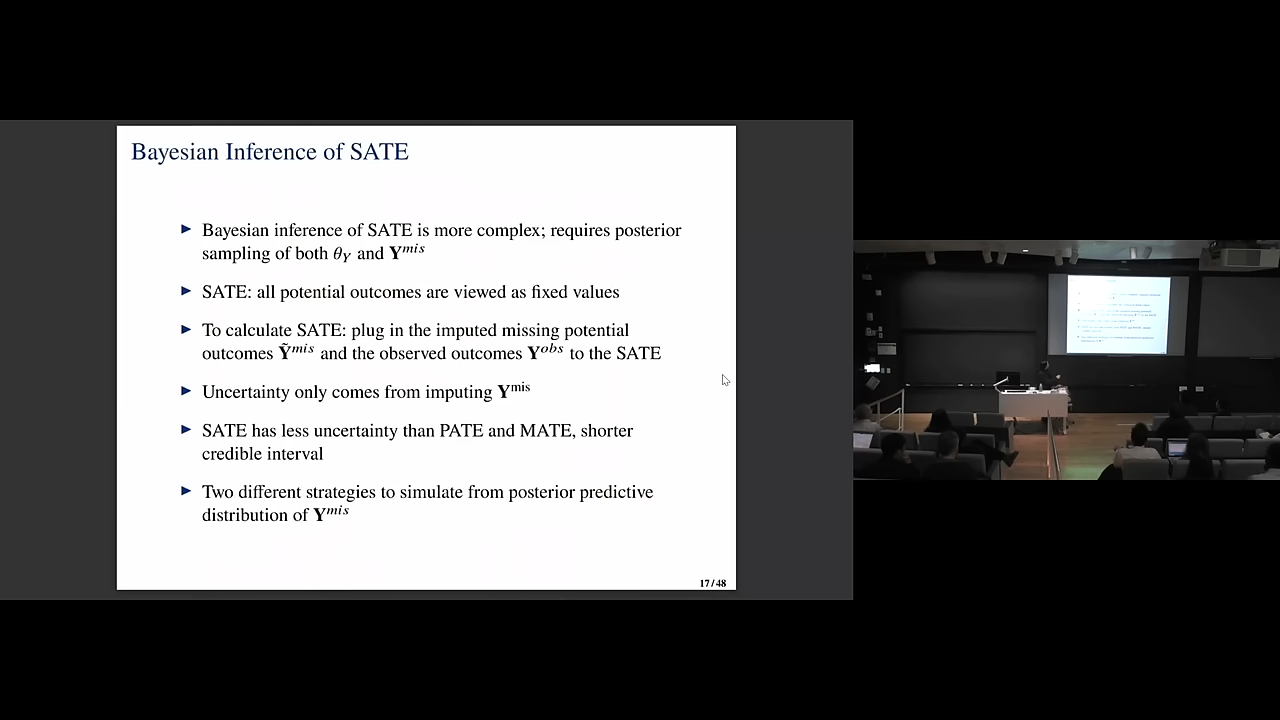 Bayesian Inference of SATE
► Bayesian inference of SATE is more complex; requires posterior
sampling of both θ_Y and Y^mis
► SATE: all potential outcomes are viewed as fixed values
► To calculate SATE: plug in the imputed missing potential
outcomes Ỹ^mis and the observed outcomes Y^obs to the SATE
► Uncertainty only comes from imputing Y^mis
► SATE has less uncertainty than PATE and MATE, shorter
credible interval
► Two different strategies to simulate from posterior predictive
distribution of Y^mis
17 / 48